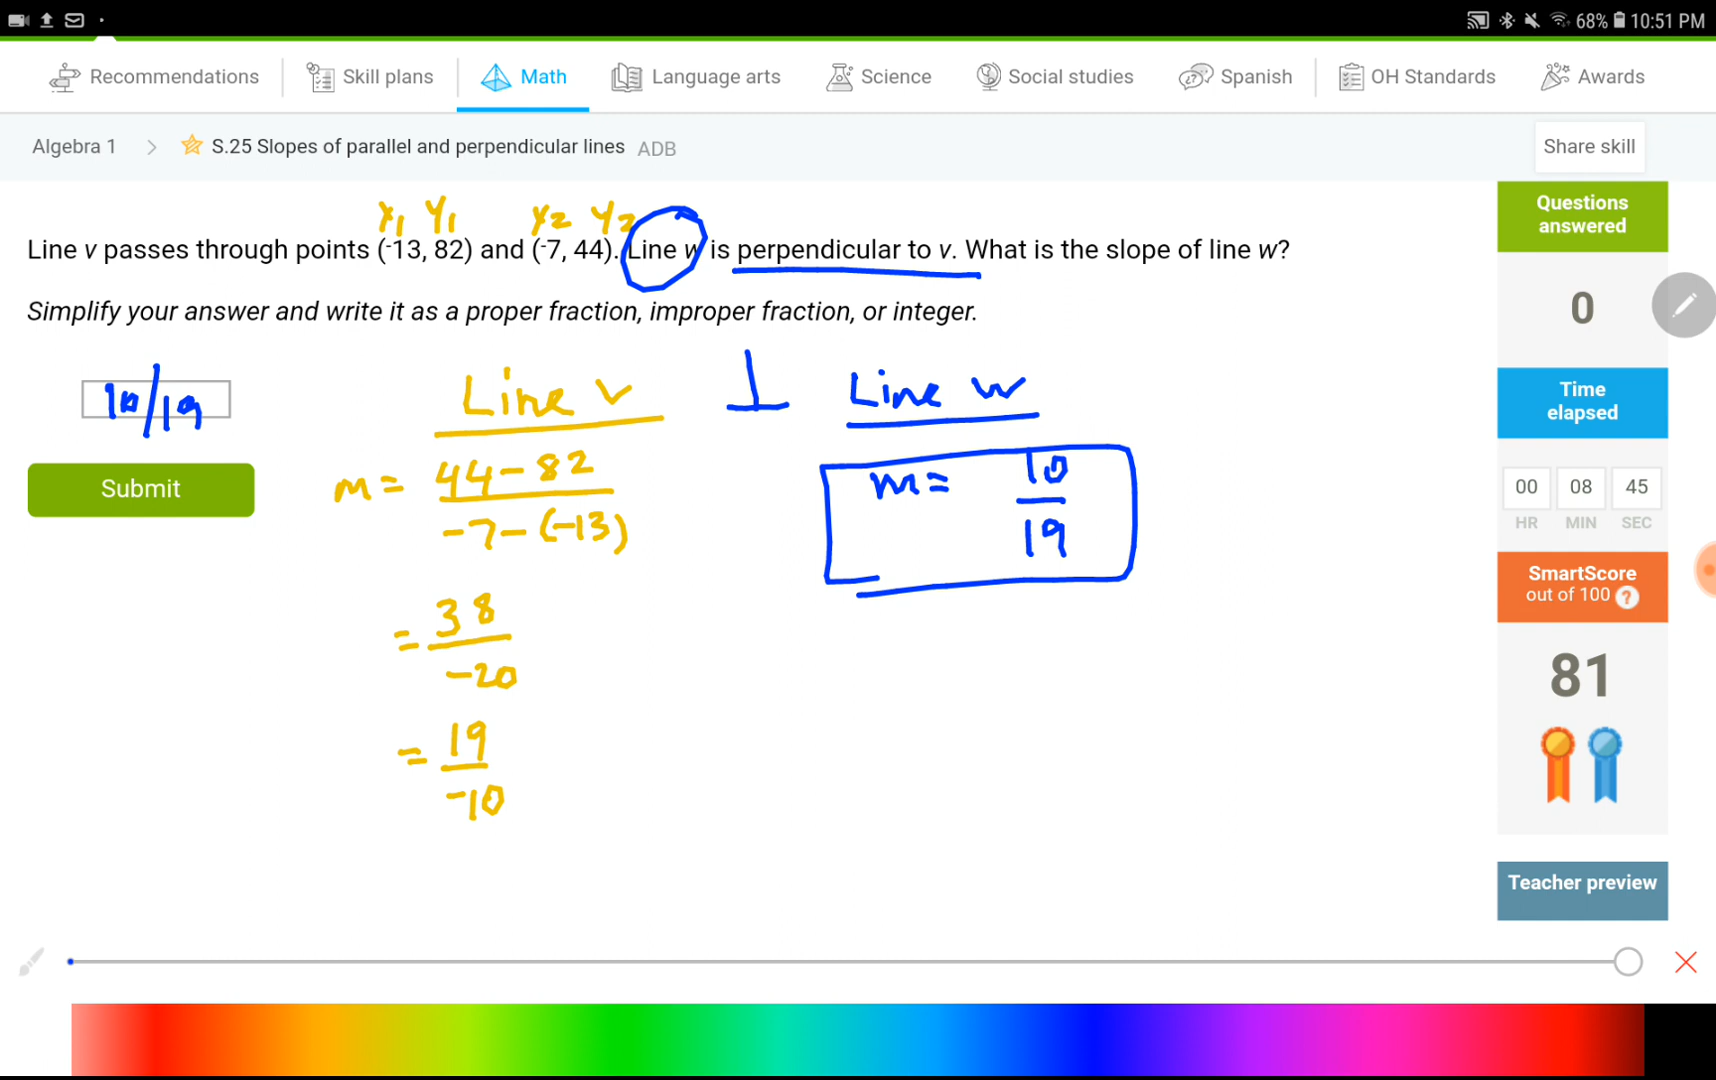 68% 10:51 PM
Recommendations Skill plans Math Language arts Science Social studies Spanish OH Standards Awards
Algebra 1 > S.25 Slopes of parallel and perpendicular lines ADB
Share skill
x1 y1 x2 y2
Line v passes through points (-13, 82) and (-7, 44). Line w is perpendicular to v. What is the slope of line w?
Simplify your answer and write it as a proper fraction, improper fraction, or integer.
10/19
Submit
Line v ⊥ Line w
m = 44-82
-7-(-13)
= 38
-20
= 19
-10
m = 10
19
Questions
answered
0
Time
elapsed
00 08 45
HR MIN SEC
SmartScore
out of 100 ?
81
Teacher preview